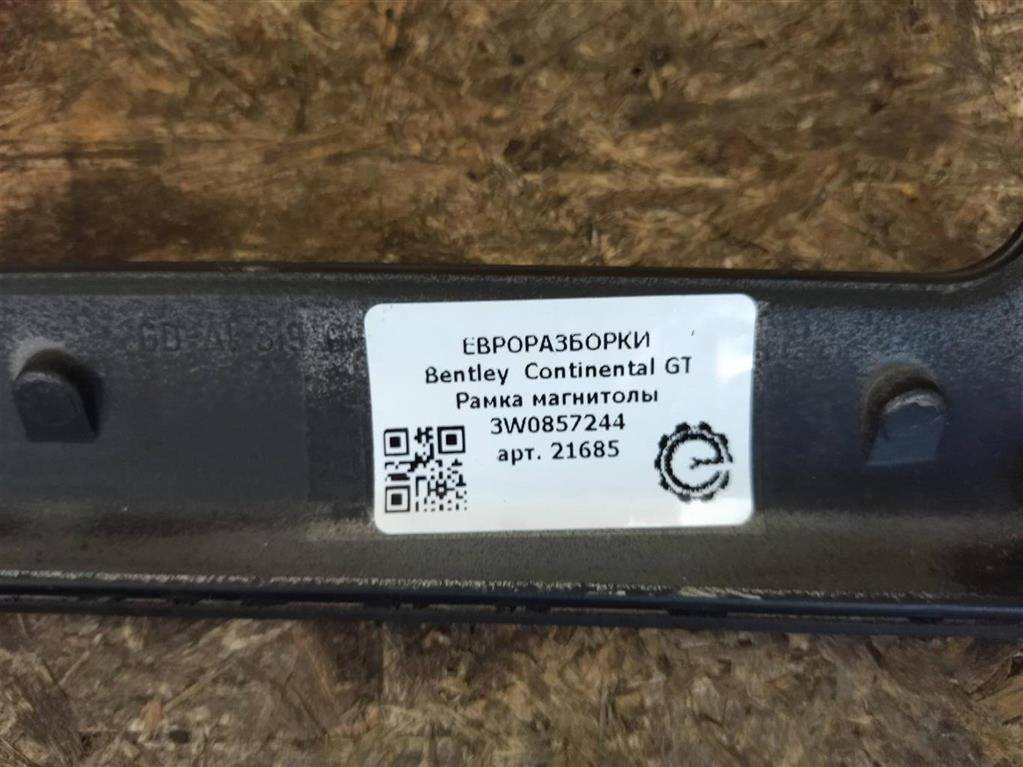 ЕВРОРАЗБОРКИ
Bentley Continental GT
Рамка магнитолы
3W0857244
арт. 21685